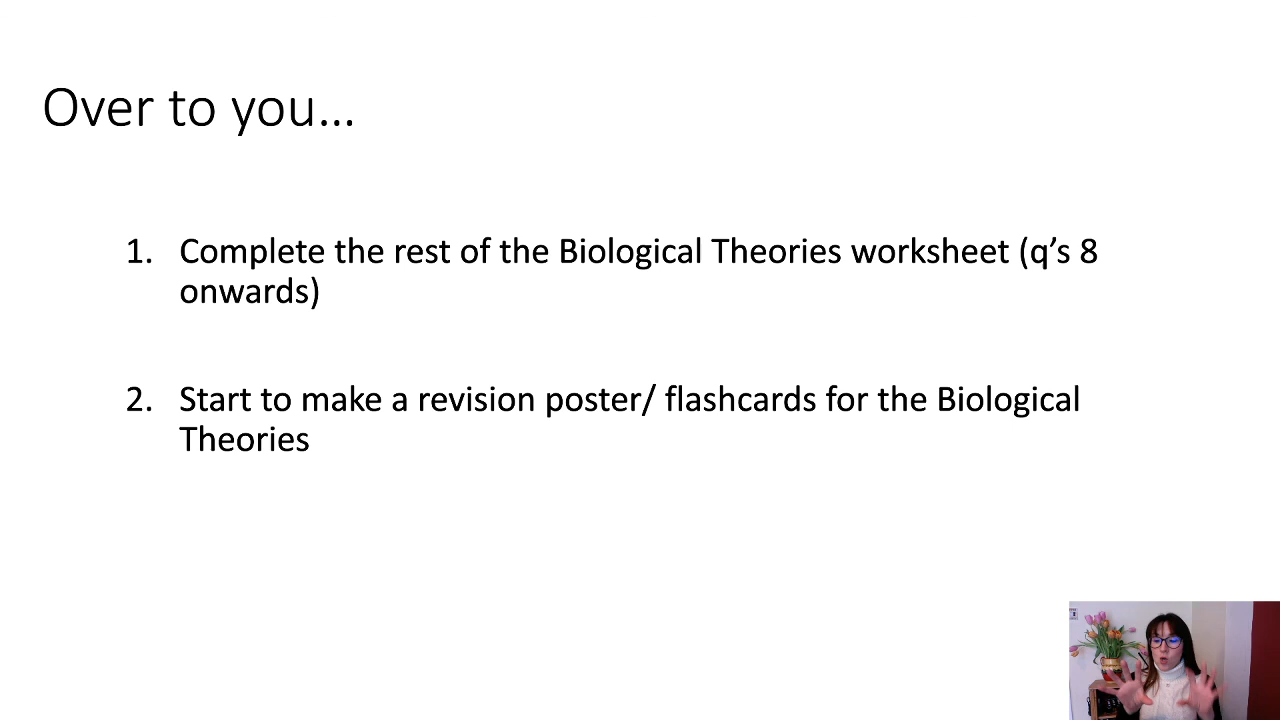 Over to you...
1. Complete the rest of the Biological Theories worksheet (q’s 8
onwards)
2. Start to make a revision poster/ flashcards for the Biological
Theories